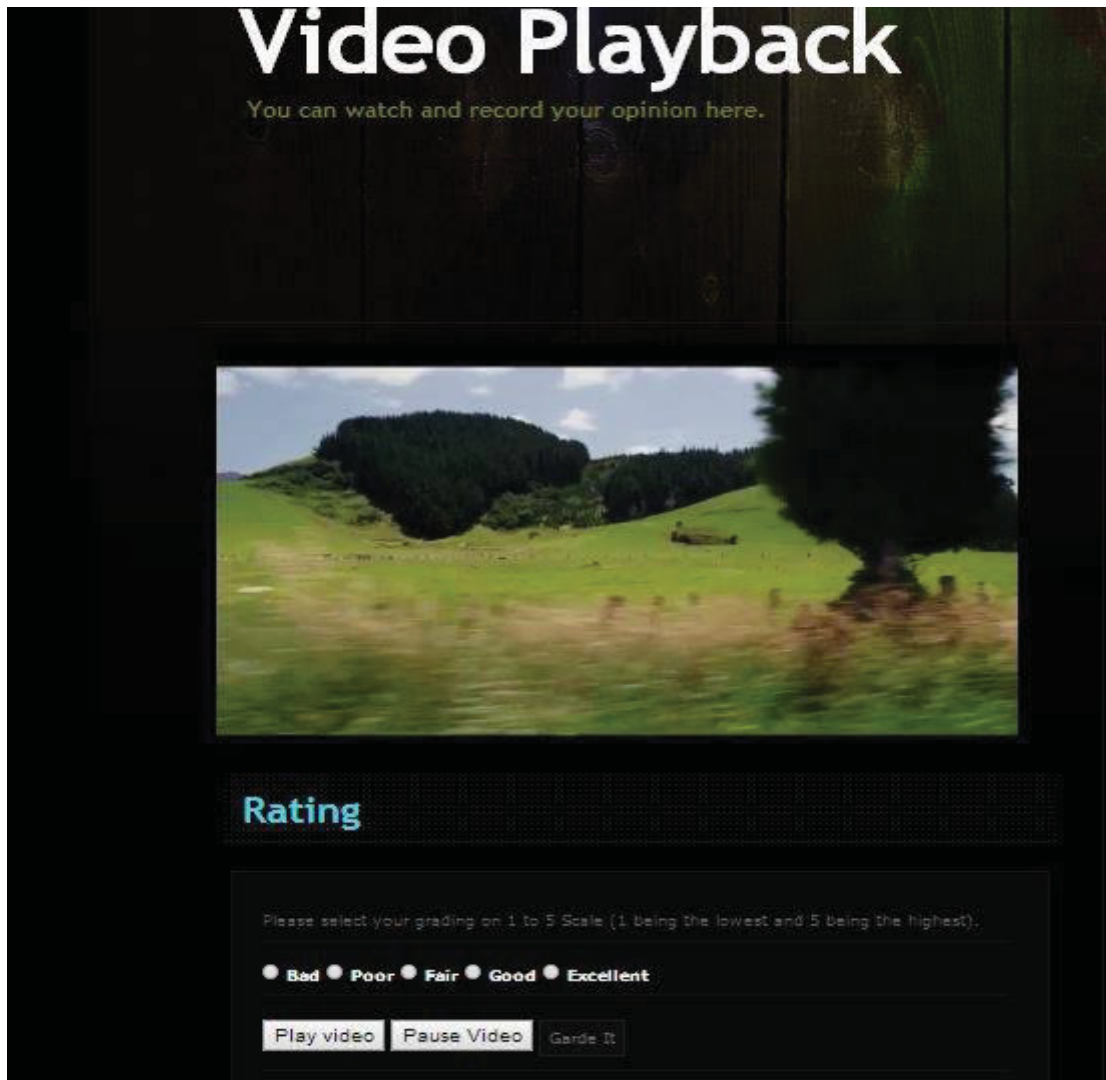 Video Playback
You can watch and record your opinion here.
Rating
Please select your grading on 1 to 5 Scale (1 being the lowest and 5 being the highest).
Bad Poor Fair Good Excellent
Play video Pause Video Garde It